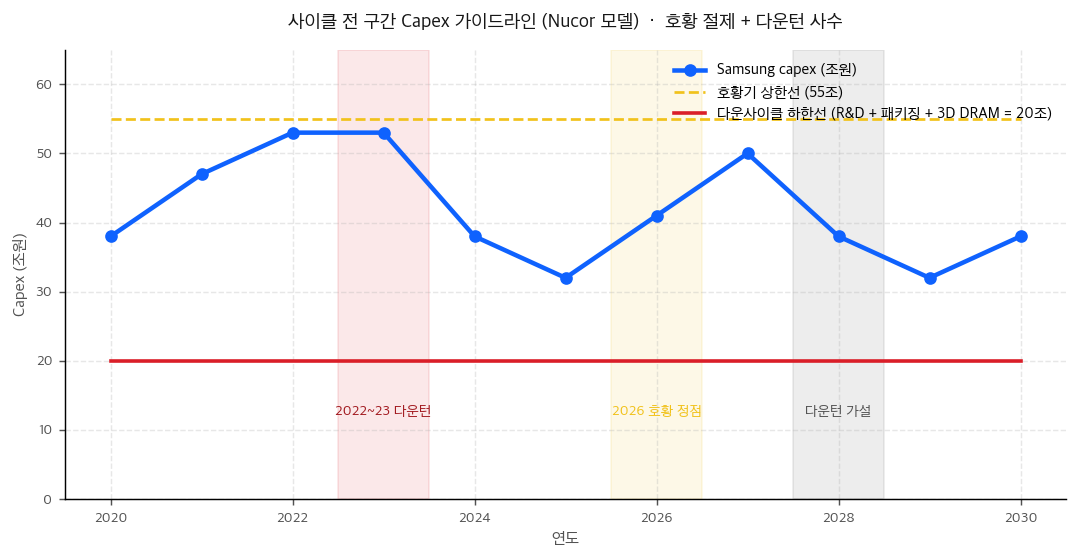 사이클 전 구간 Capex 가이드라인 (Nucor 모델) · 호황 절제 + 다운턴 사수
Samsung capex (조원)
호황기 상한선 (55조)
다운사이클 하한선 (R&D + 패키징 + 3D DRAM = 20조)
Capex (조원)
60
50
40
30
20
10
0
2022~23 다운턴
2026 호황 정점
다운턴 가설
2020
2022
2024
2026
2028
2030
연도